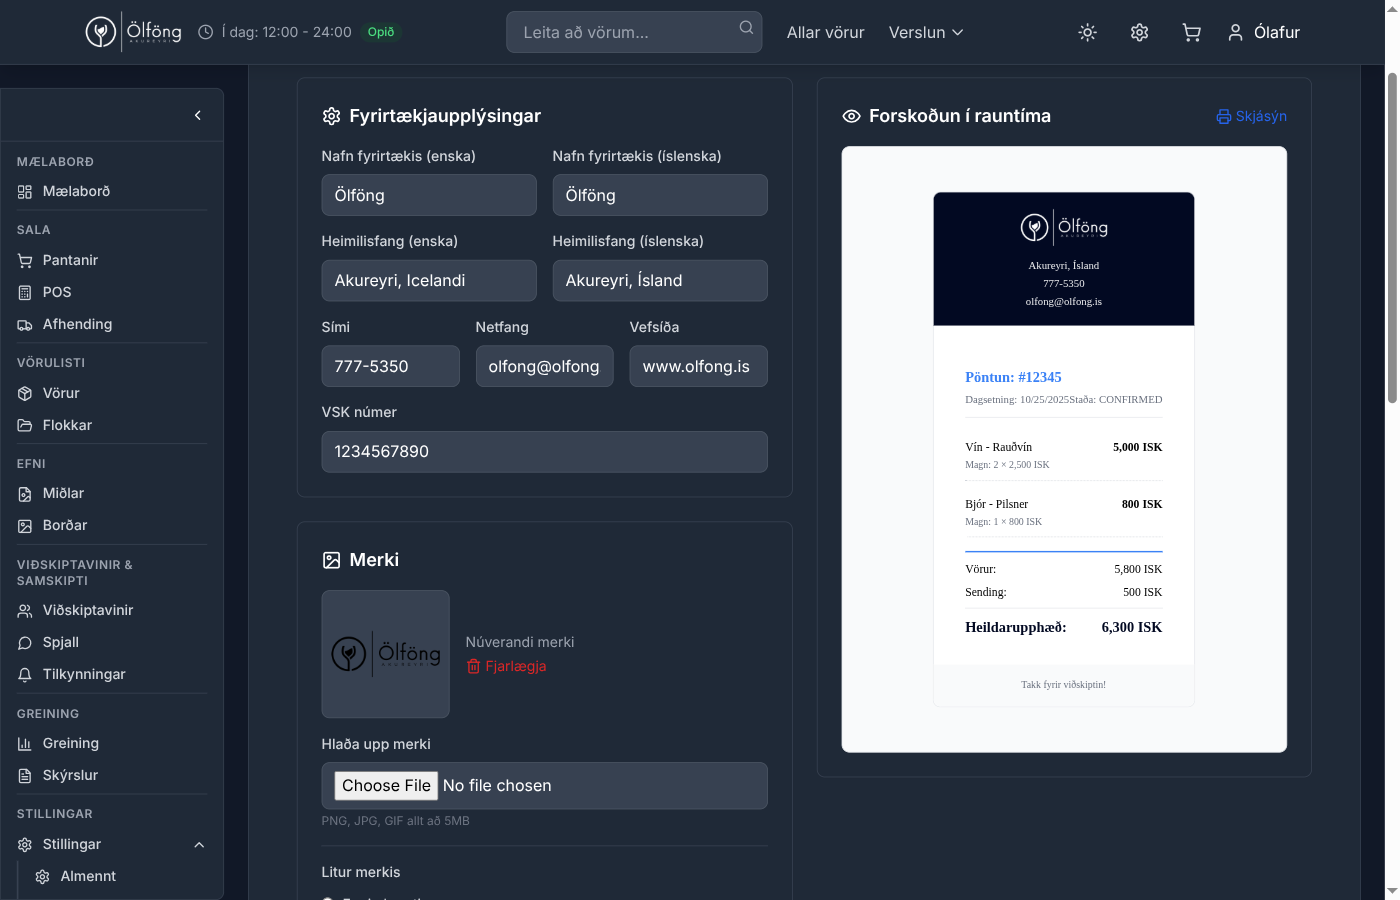 Ölföng
AKUREYRI
Í dag: 12:00 - 24:00
Opið
Leita að vörum...
Allar vörur
Verslun
Ólafur
MÆLABORÐ
Mælaborð
SALA
Pantanir
POS
Afhending
VÖRULISTI
Vörur
Flokkar
EFNI
Miðlar
Borðar
VIÐSKIPTAVINIR &
SAMSKIPTI
Viðskiptavinir
Spjall
Tilkynningar
GREINING
Greining
Skýrslur
STILLINGAR
Stillingar
Almennt
Fyrirtækjaupplýsingar
Nafn fyrirtækis (enska)
Nafn fyrirtækis (íslenska)
Ölföng
Ölföng
Heimilisfang (enska)
Heimilisfang (íslenska)
Akureyri, Icelandi
Akureyri, Ísland
Sími
Netfang
Vefsíða
777-5350
olfong@olfong
www.olfong.is
VSK númer
1234567890
Merki
Ölföng
AKUREYRI
Núverandi merki
Fjarlægja
Hlaða upp merki
Choose File No file chosen
PNG, JPG, GIF allt að 5MB
Litur merkis
Forskoðun í rauntíma
Skjásýn
Ölföng
AKUREYRI
Akureyri, Ísland
777-5350
olfong@olfong.is
Pöntun: #12345
Dagsetning: 10/25/2025Staða: CONFIRMED
Vín - Rauðvín 5,000 ISK
Magn: 2 × 2,500 ISK
Bjór - Pilsner 800 ISK
Magn: 1 × 800 ISK
Vörur: 5,800 ISK
Sending: 500 ISK
Heildarupphæð: 6,300 ISK
Takk fyrir viðskiptin!